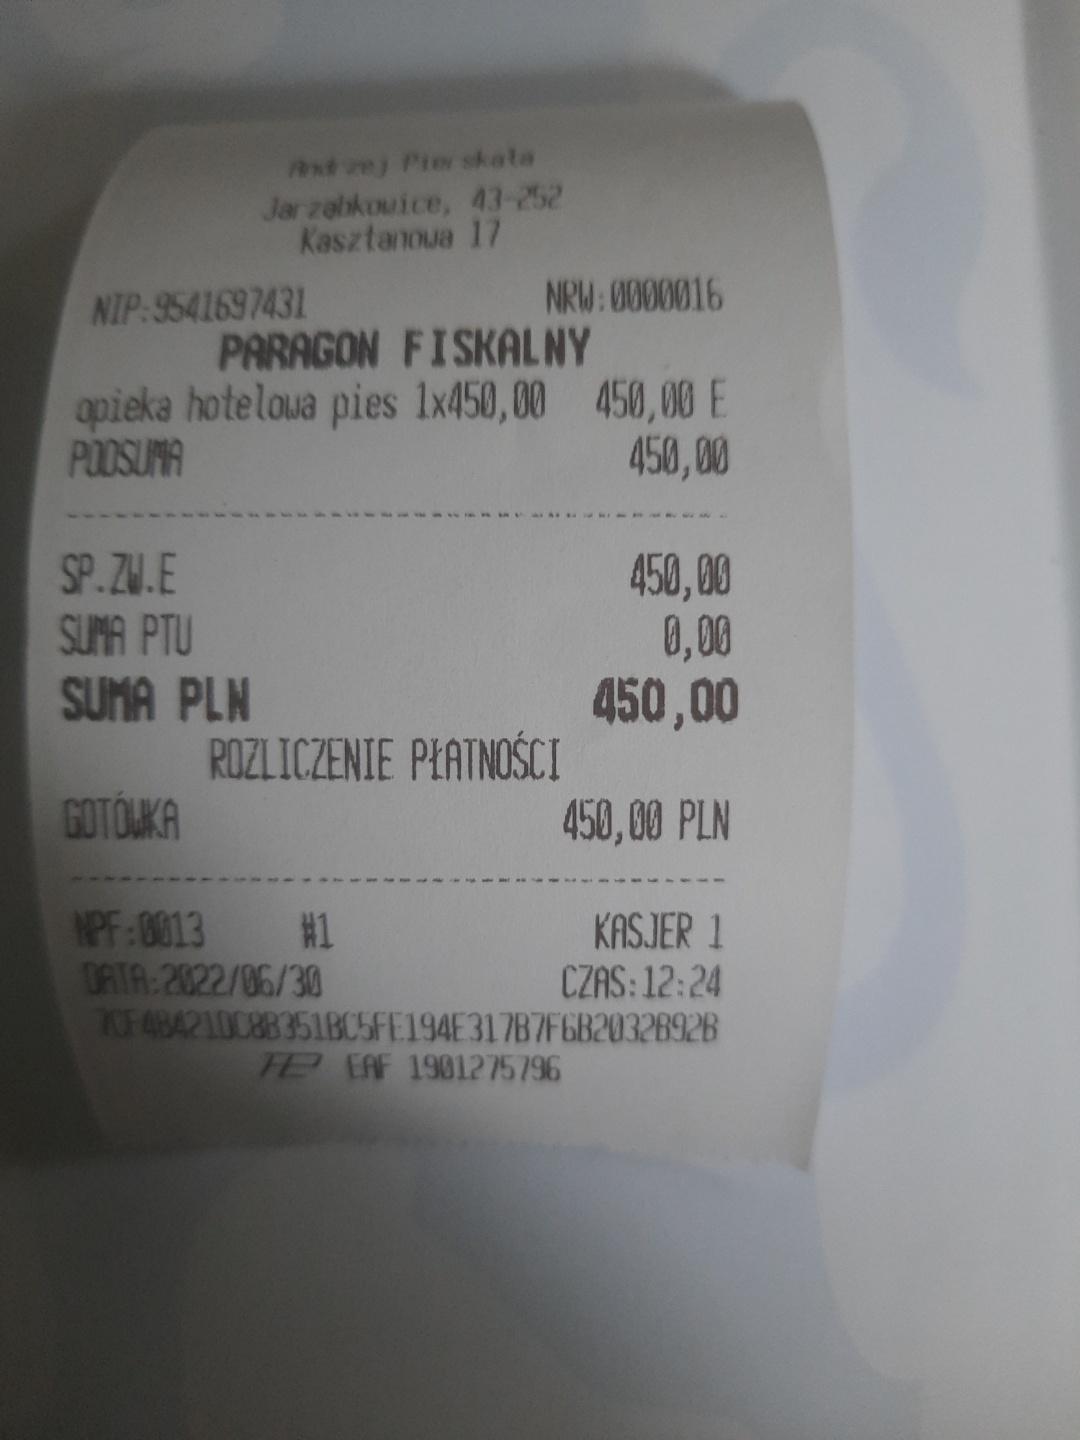 Andrzej Pierskała
Jarząbkowice, 43-252
Kasztanowa 17
NIP:9541697431 NRW:0000016
PARAGON FISKALNY
opieka hotelowa pies 1x450,00 450,00 E
PODSUMA 450,00
SP.ZW.E 450,00
SUMA PTU 0,00
SUMA PLN 450,00
ROZLICZENIE PŁATNOŚCI
GOTÓWKA 450,00 PLN
NPF:0013 #1 KASJER 1
DATA:2022/06/30 CZAS:12:24
7CF4B421DC8B351BC5FE194E317B7F6B2032B92B
EAF 1901275796